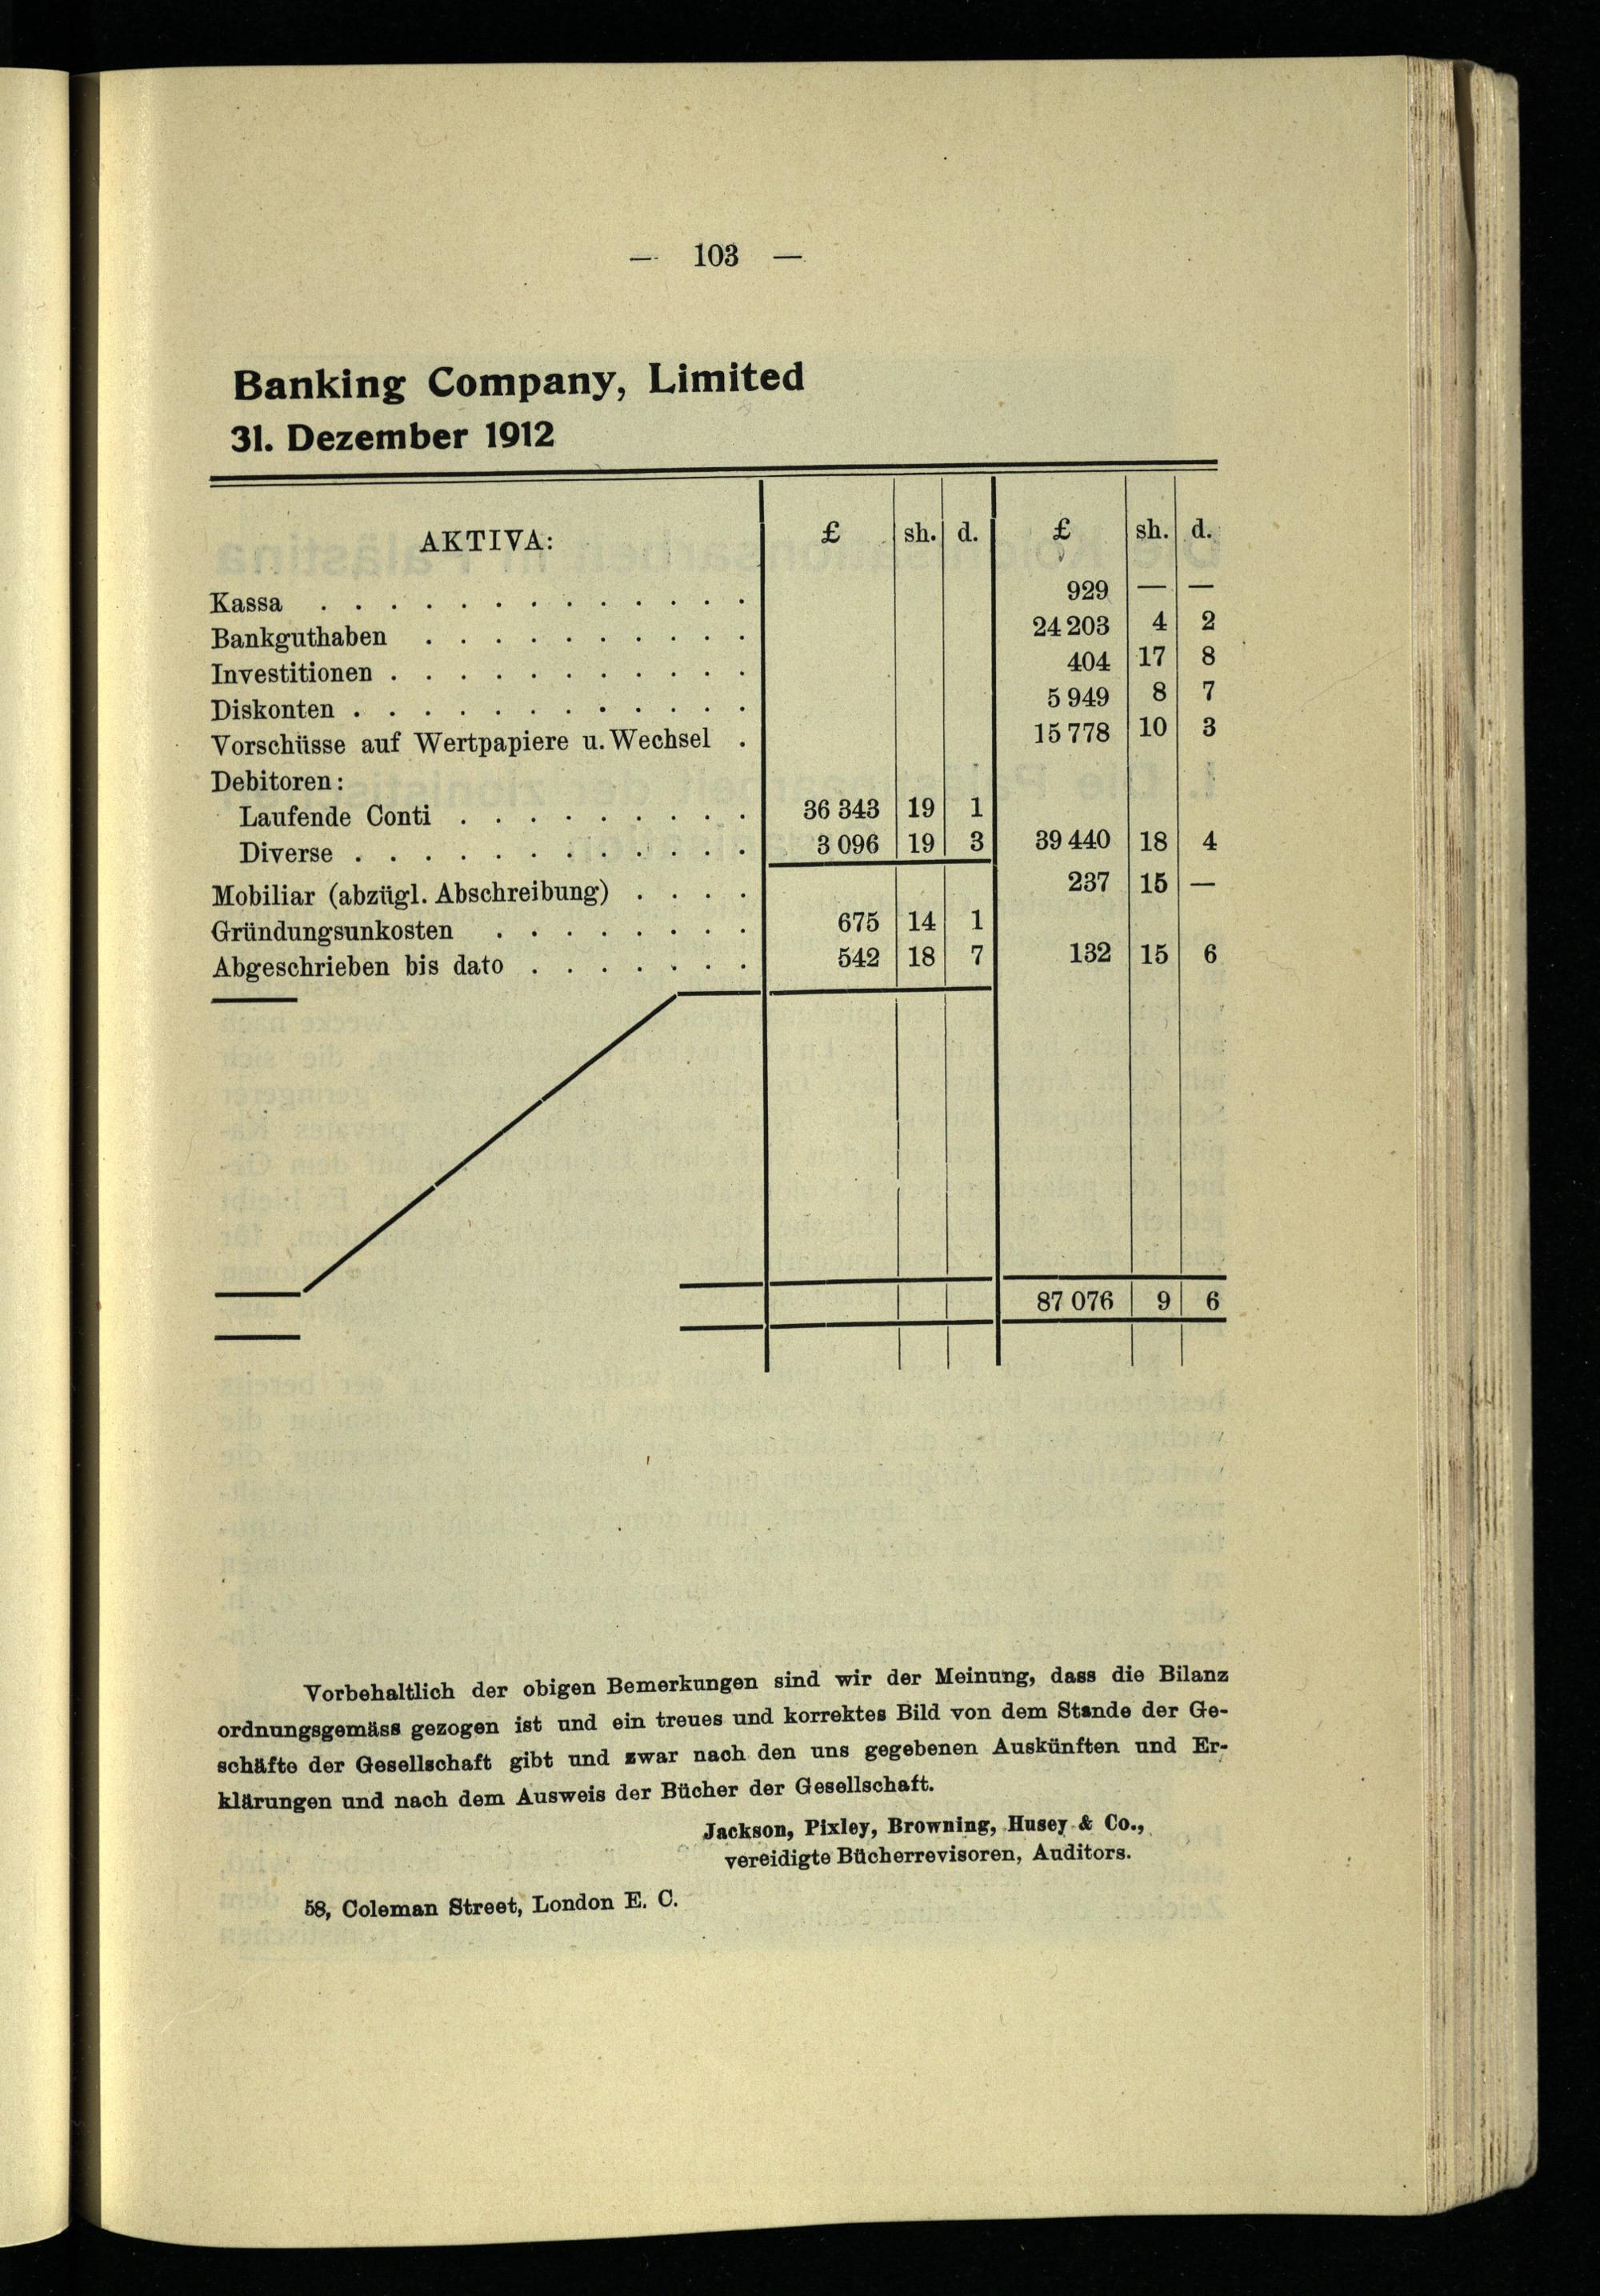 — 103 —
Banking Company, Limited
31. Dezember 1912
AKTIVA: £ sh. d. £ sh. d.
Kassa . . . . . . . . . . . . . 929 — —
Bankguthaben . . . . . . . . . . 24 203 4 2
Investitionen . . . . . . . . . . . 404 17 8
Diskonten . . . . . . . . . . . . 5 949 8 7
Vorschüsse auf Wertpapiere u. Wechsel . 15 778 10 3
Debitoren:
Laufende Conti . . . . . . . . . 36 343 19 1
Diverse . . . . . . . . . . . . 3 096 19 3 39 440 18 4
Mobiliar (abzügl. Abschreibung) . . . . 237 15 —
Gründungsunkosten . . . . . . . . 675 14 1
Abgeschrieben bis dato . . . . . . . 542 18 7 132 15 6
87 076 9 6
Vorbehaltlich der obigen Bemerkungen sind wir der Meinung, dass die Bilanz
ordnungsgemäss gezogen ist und ein treues und korrektes Bild von dem Stande der Ge-
schäfte der Gesellschaft gibt und zwar nach den uns gegebenen Auskünften und Er-
klärungen und nach dem Ausweis der Bücher der Gesellschaft.
Jackson, Pixley, Browning, Husey & Co.,
vereidigte Bücherrevisoren, Auditors.
58, Coleman Street, London E. C.